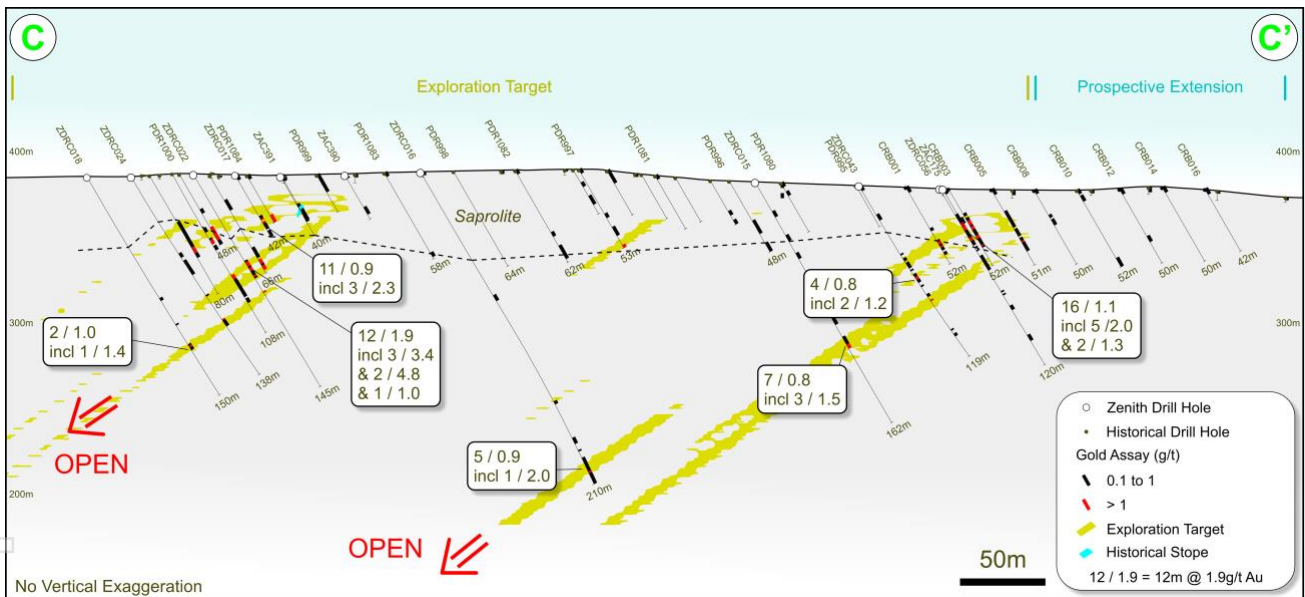 C
C'
Exploration Target
Prospective Extension
400m
400m
ZDRC018
ZDRC024
PDR1000
ZDRC022
ZDRC017
PDR1084
ZAC391
PDR999
ZAC390
PDR1083
ZDRC016
PDR998
PDR1082
PDR997
PDR1081
PDR996
ZDRC015
PDR1080
ZDRC043
PDR995
CRB001
CRB003
CRB005
CRB008
CRB010
CRB012
CRB014
CRB016
Saprolite
48m
42m
40m
80m
65m
58m
64m
62m
53m
48m
52m
52m
51m
50m
52m
50m
60m
42m
11 / 0.9
incl 3 / 2.3
4 / 0.8
incl 2 / 1.2
16 / 1.1
incl 5 /2.0
& 2 / 1.3
300m
300m
2 / 1.0
incl 1 / 1.4
12 / 1.9
incl 3 / 3.4
& 2 / 4.8
& 1 / 1.0
108m
138m
145m
150m
119m
120m
7 / 0.8
incl 3 / 1.5
162m
OPEN
5 / 0.9
incl 1 / 2.0
210m
200m
OPEN
50m
No Vertical Exaggeration
Zenith Drill Hole
Historical Drill Hole
Gold Assay (g/t)
0.1 to 1
> 1
Exploration Target
Historical Stope
12 / 1.9 = 12m @ 1.9g/t Au